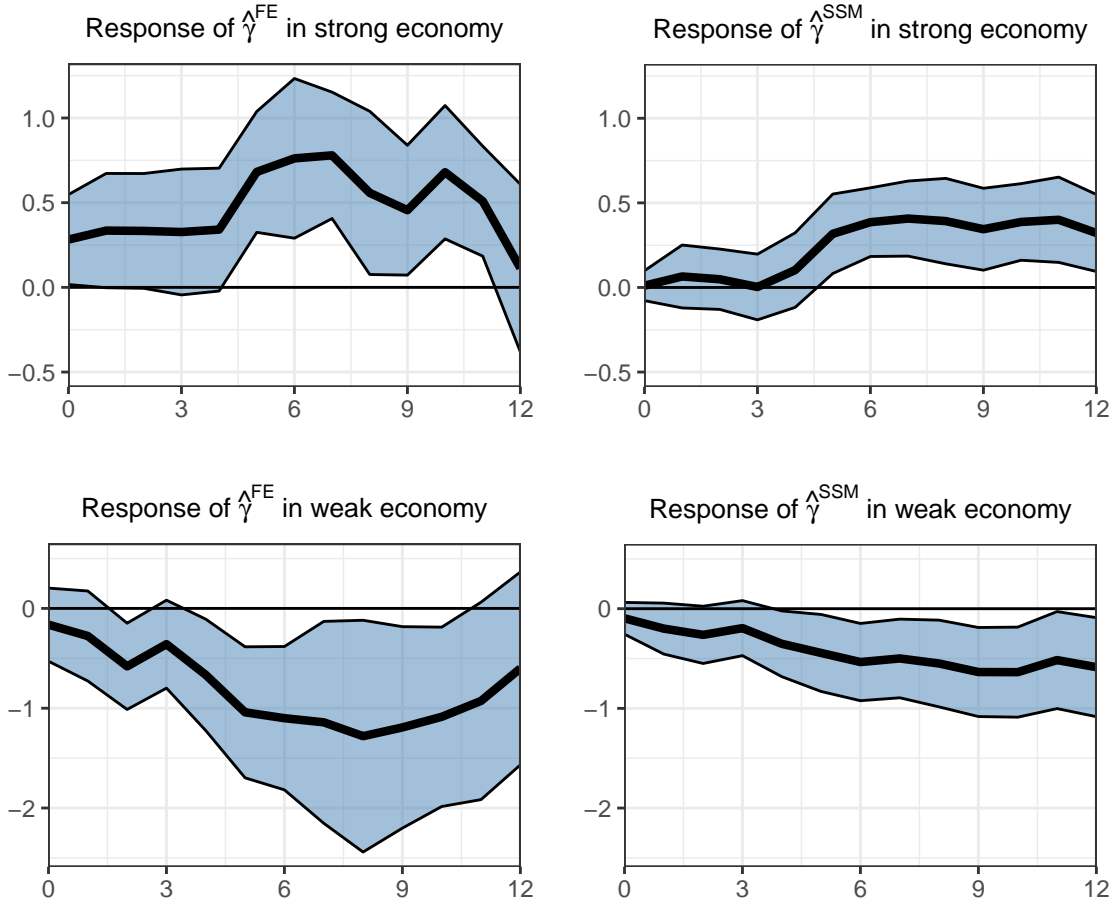 Response of γ̂^FE in strong economy
Response of γ̂^SSM in strong economy
1.0
0.5
0.0
−0.5
0 3 6 9 12
1.0
0.5
0.0
−0.5
0 3 6 9 12
Response of γ̂^FE in weak economy
Response of γ̂^SSM in weak economy
0
−1
−2
0 3 6 9 12
0
−1
−2
0 3 6 9 12